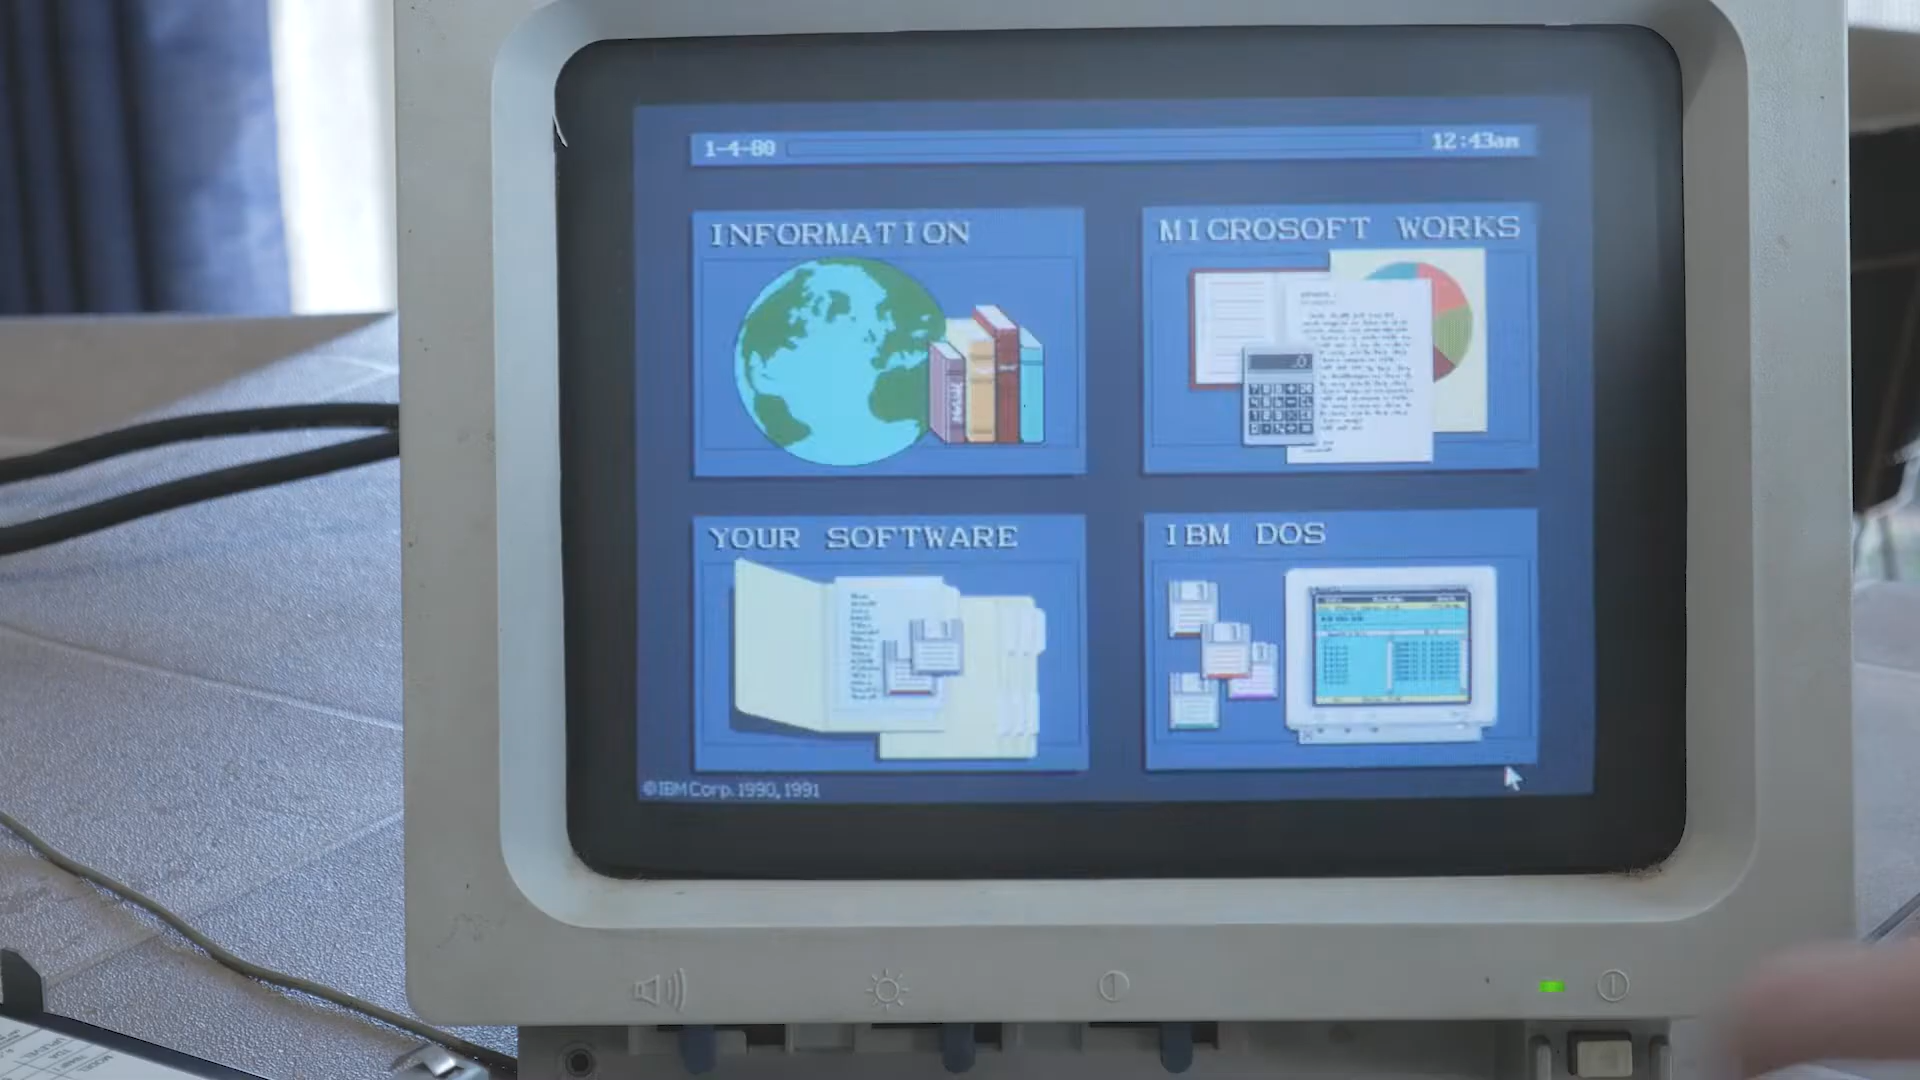 1-4-80
12:43am
INFORMATION
MICROSOFT WORKS
YOUR SOFTWARE
IBM DOS
©IBM Corp. 1990, 1991